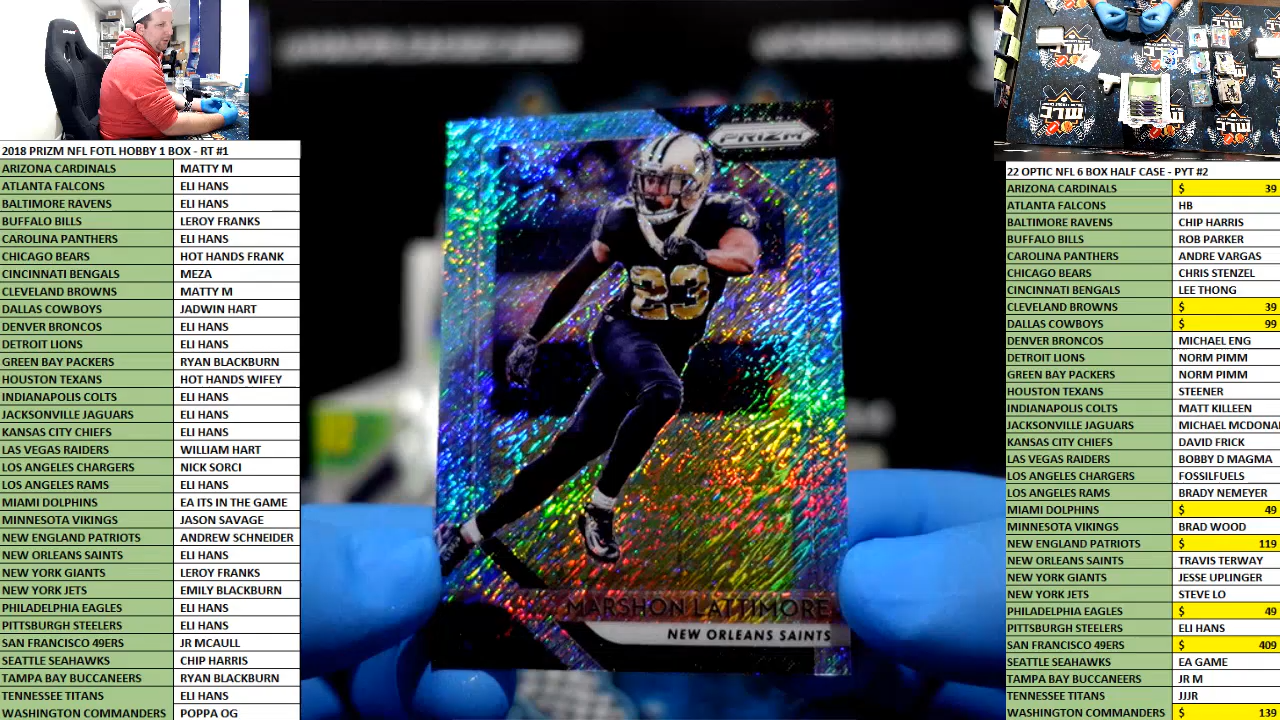 2018 PRIZM NFL FOTL HOBBY 1 BOX - RT #1
ARIZONA CARDINALS MATTY M
ATLANTA FALCONS ELI HANS
BALTIMORE RAVENS ELI HANS
BUFFALO BILLS LEROY FRANKS
CAROLINA PANTHERS ELI HANS
CHICAGO BEARS HOT HANDS FRANK
CINCINNATI BENGALS MEZA
CLEVELAND BROWNS MATTY M
DALLAS COWBOYS JADWIN HART
DENVER BRONCOS ELI HANS
DETROIT LIONS ELI HANS
GREEN BAY PACKERS RYAN BLACKBURN
HOUSTON TEXANS HOT HANDS WIFEY
INDIANAPOLIS COLTS ELI HANS
JACKSONVILLE JAGUARS ELI HANS
KANSAS CITY CHIEFS ELI HANS
LAS VEGAS RAIDERS WILLIAM HART
LOS ANGELES CHARGERS NICK SORCI
LOS ANGELES RAMS ELI HANS
MIAMI DOLPHINS EA ITS IN THE GAME
MINNESOTA VIKINGS JASON SAVAGE
NEW ENGLAND PATRIOTS ANDREW SCHNEIDER
NEW ORLEANS SAINTS ELI HANS
NEW YORK GIANTS LEROY FRANKS
NEW YORK JETS EMILY BLACKBURN
PHILADELPHIA EAGLES ELI HANS
PITTSBURGH STEELERS ELI HANS
SAN FRANCISCO 49ERS JR MCAULL
SEATTLE SEAHAWKS CHIP HARRIS
TAMPA BAY BUCCANEERS RYAN BLACKBURN
TENNESSEE TITANS ELI HANS
WASHINGTON COMMANDERS POPPA OG
PANINI
PRIZM
23
MARSHON LATTIMORE
NEW ORLEANS SAINTS
22 OPTIC NFL 6 BOX HALF CASE - PYT #2
ARIZONA CARDINALS $ 39
ATLANTA FALCONS HB
BALTIMORE RAVENS CHIP HARRIS
BUFFALO BILLS ROB PARKER
CAROLINA PANTHERS ANDRE VARGAS
CHICAGO BEARS CHRIS STENZEL
CINCINNATI BENGALS LEE THONG
CLEVELAND BROWNS $ 39
DALLAS COWBOYS $ 99
DENVER BRONCOS MICHAEL ENG
DETROIT LIONS NORM PIMM
GREEN BAY PACKERS NORM PIMM
HOUSTON TEXANS STEENER
INDIANAPOLIS COLTS MATT KILLEEN
JACKSONVILLE JAGUARS MICHAEL MCDONA
KANSAS CITY CHIEFS DAVID FRICK
LAS VEGAS RAIDERS BOBBY D MAGMA
LOS ANGELES CHARGERS FOSSILFUELS
LOS ANGELES RAMS BRADY NEMEYER
MIAMI DOLPHINS $ 49
MINNESOTA VIKINGS BRAD WOOD
NEW ENGLAND PATRIOTS $ 119
NEW ORLEANS SAINTS TRAVIS TERWAY
NEW YORK GIANTS JESSE UPLINGER
NEW YORK JETS STEVE LO
PHILADELPHIA EAGLES $ 49
PITTSBURGH STEELERS ELI HANS
SAN FRANCISCO 49ERS $ 409
SEATTLE SEAHAWKS EA GAME
TAMPA BAY BUCCANEERS JR M
TENNESSEE TITANS JJJR
WASHINGTON COMMANDERS $ 139